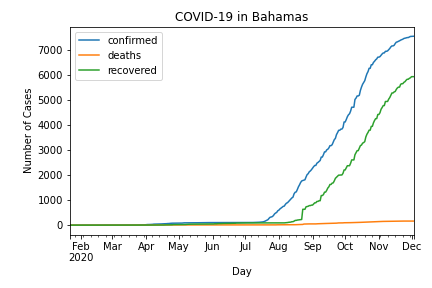 COVID-19 in Bahamas
confirmed
deaths
recovered
Number of Cases
7000
6000
5000
4000
3000
2000
1000
0
Feb Mar Apr May Jun Jul Aug Sep Oct Nov Dec
2020
Day